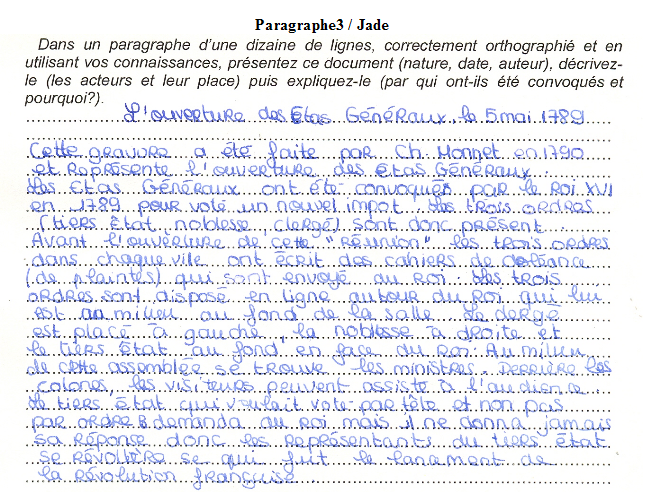 Paragraphe3 / Jade
Dans un paragraphe d'une dizaine de lignes, correctement orthographié et en
utilisant vos connaissances, présentez ce document (nature, date, auteur), décrivez-
le (les acteurs et leur place) puis expliquez-le (par qui ont-ils été convoqués et
pourquoi?).
L'ouverture des Etas Généraux le 5 mai 1789
Cette gravure a été faite par Ch Monnet en 1790
et représente l'ouverture des Etas Généraux.
Les Etas Généraux ont été convoqués par le roi XVI
en 1789 pour voté un nouvel impot. Les trois ordres
(tiers Etat, noblesse, clergé) sont donc présent
Avant l'ouverture de cette "Réunion" les trois ordres
dans chaque ville ont écrit des cahiers de doléance
(de plaintes) qui sont envoyé au roi. Les trois
ordres sont disposé en ligne autour du roi qui lui
est au milieu au fond de la salle. Le clergé
est placé à gauche, la noblesse à droite et
le tiers état au fond en face du roi. Au milieu
de cette assemblée se trouve les ministres. Derrière les
colones, les visiteurs peuvent assiste à l'audience
Le tiers état qui voulait vote par tête et non pas
par ordre demanda au roi mais il ne donna jamais
sa réponse donc les représentants du tiers état
se révoltère se qui fuit le lancment de
la révolution française